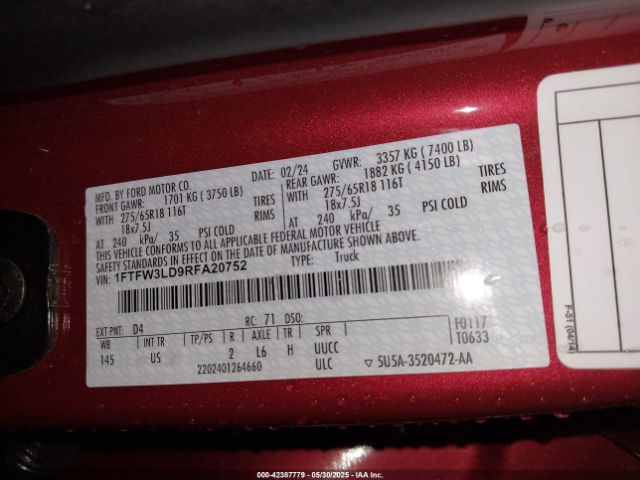 MFD. BY FORD MOTOR CO.
DATE: 02/24 GVWR: 3357 KG ( 7400 LB)
FRONT GAWR: 1701 KG ( 3750 LB)
REAR GAWR: 1882 KG ( 4150 LB)
WITH 275/65R18 116T TIRES
WITH 275/65R18 116T TIRES
18x7.5J RIMS
18x7.5J RIMS
AT 240 kPa/ 35 PSI COLD
AT 240 kPa/ 35 PSI COLD
THIS VEHICLE CONFORMS TO ALL APPLICABLE FEDERAL MOTOR VEHICLE
SAFETY STANDARDS IN EFFECT ON THE DATE OF MANUFACTURE SHOWN ABOVE.
VIN: 1FTFW3LD9RFA20752 TYPE: Truck
EXT PNT: D4 RC: 71 DSO: F0117
WB INT TR TP/PS R AXLE TR SPR T0633
145 US 2 L6 H UUCC
2202401264660 ULC ▽ 5U5A-3520472-AA
F-51 (04/14)
000-42387779 - 05/30/2025 - IAA Inc.